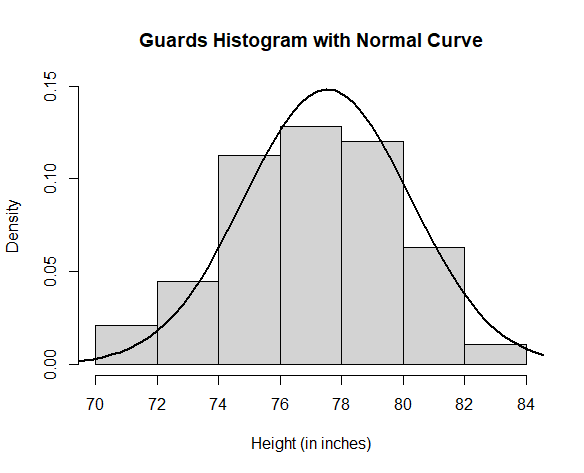 Guards Histogram with Normal Curve
Density
0.15
0.10
0.05
0.00
70 72 74 76 78 80 82 84
Height (in inches)